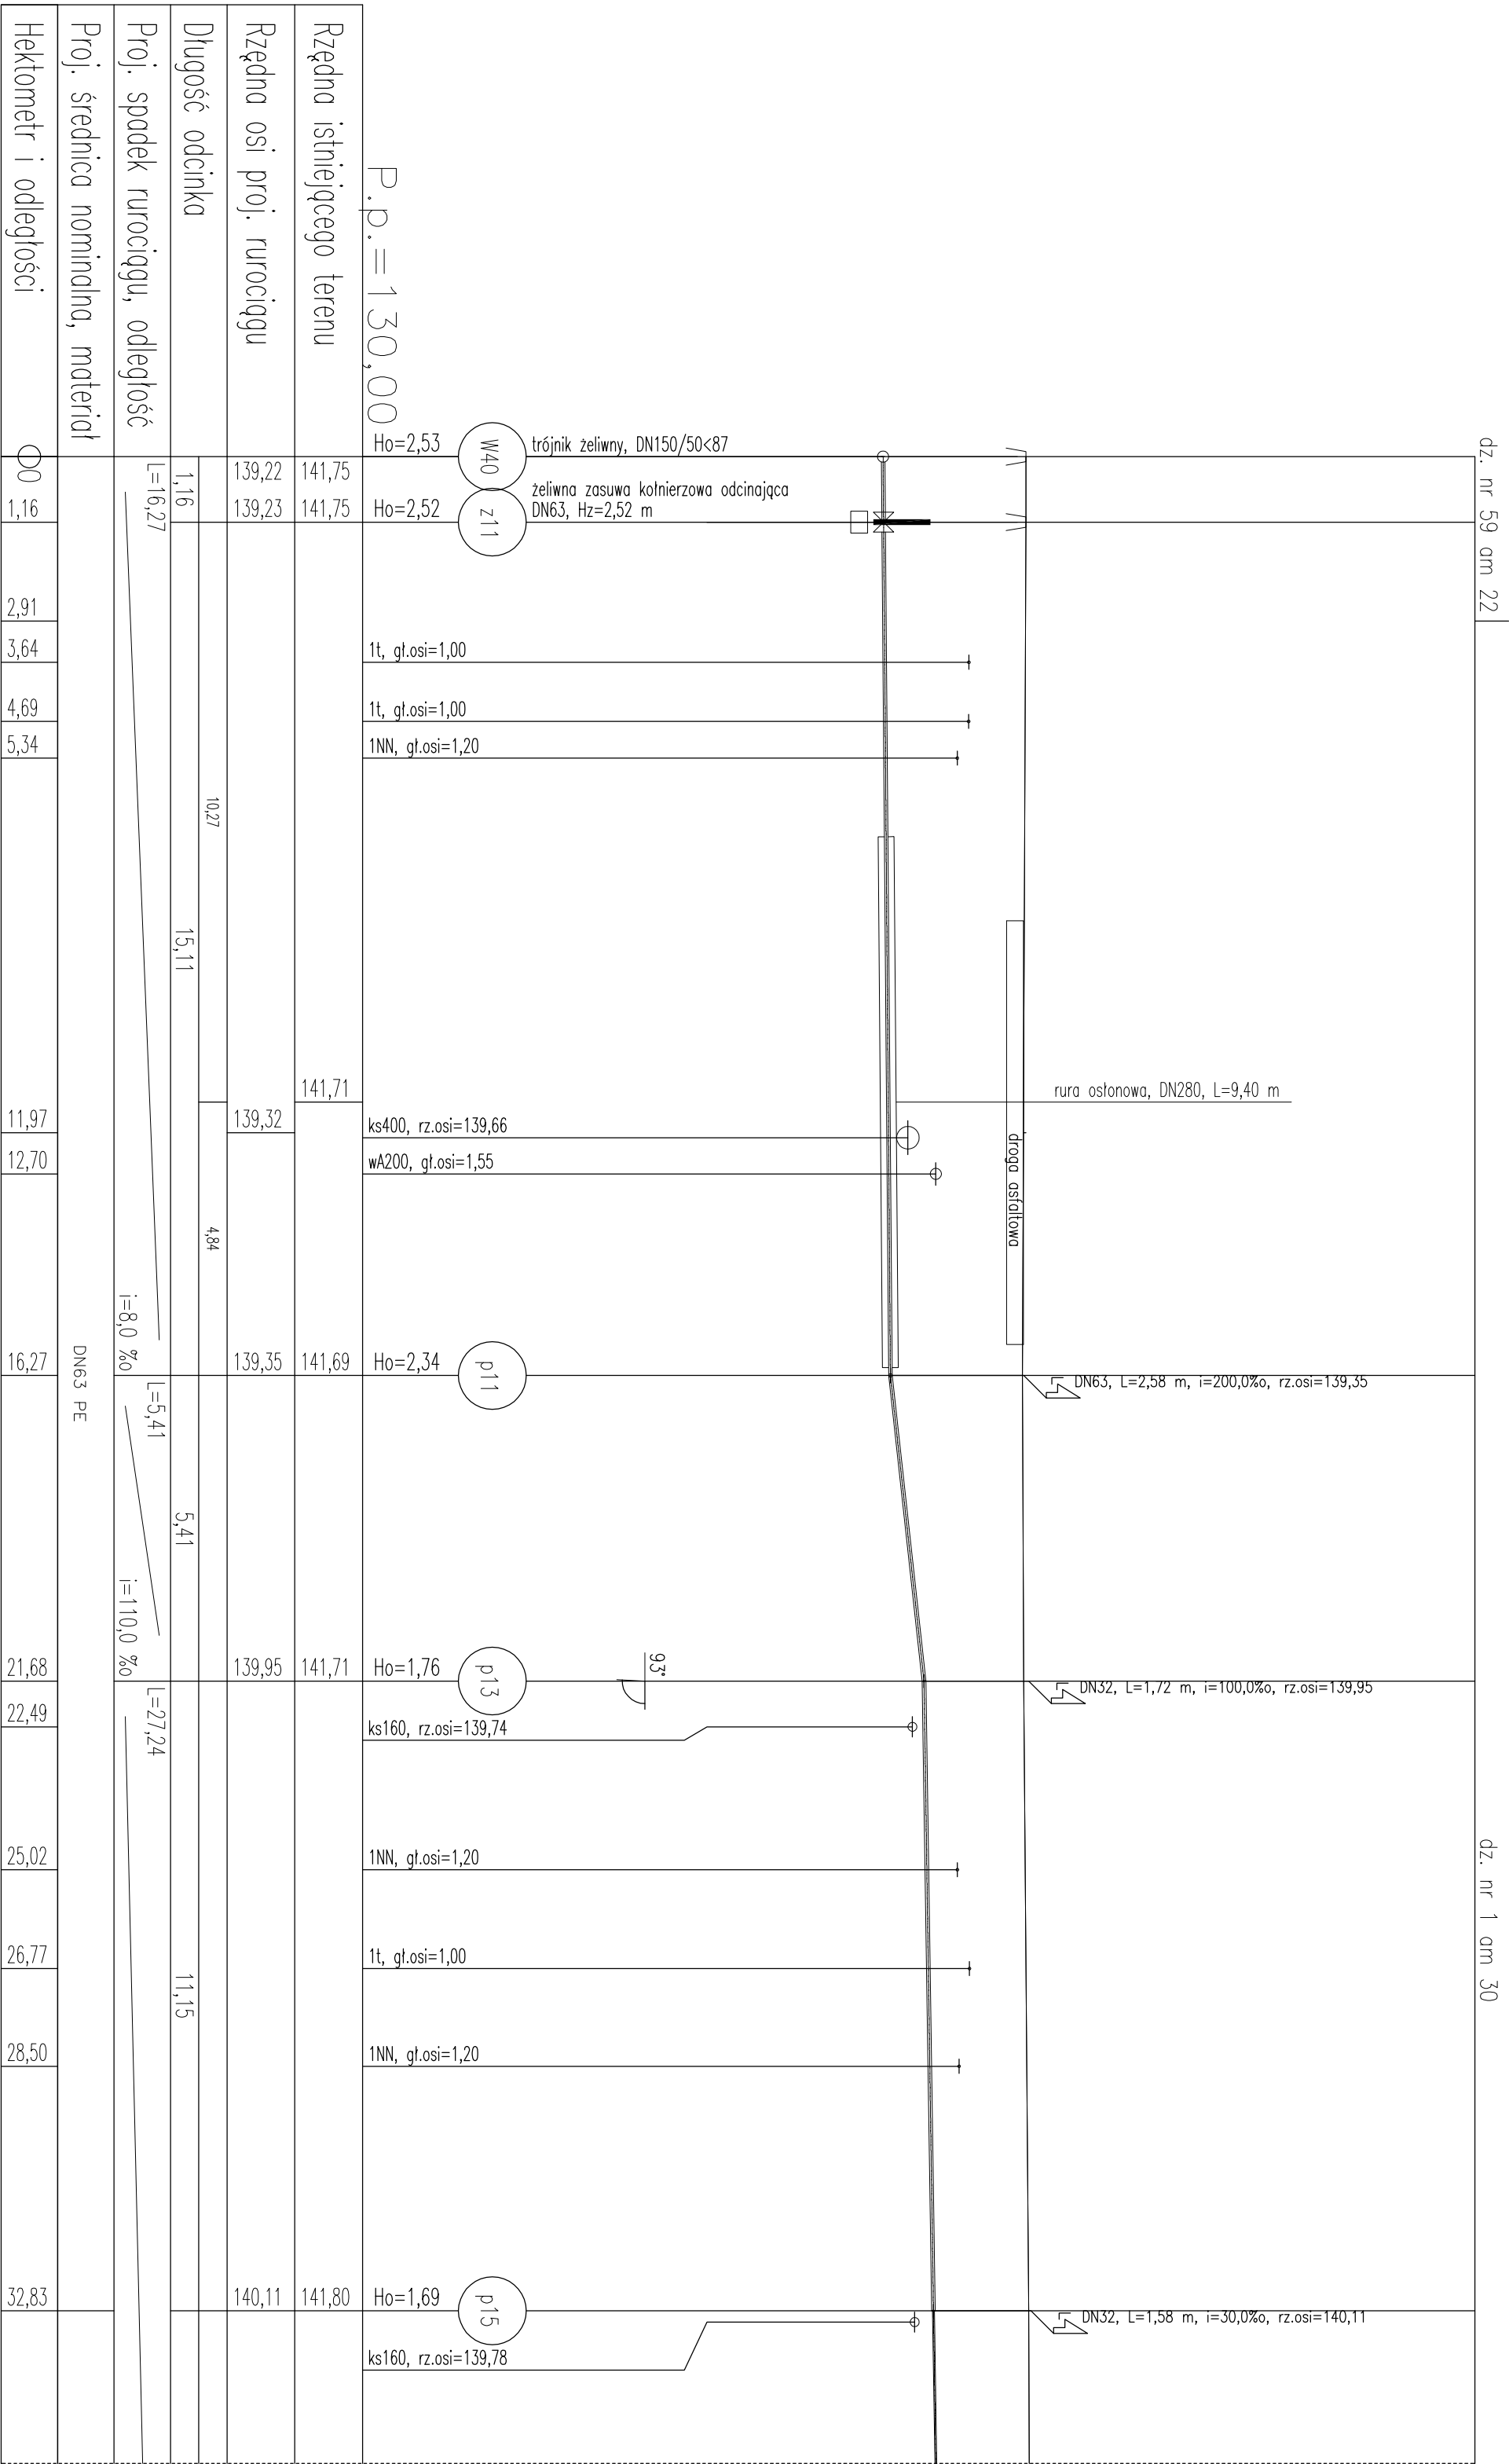 dz. nr 59 am 22
dz. nr 1 am 30
P.p.=130,00
Rzędna istniejącego terenu
Rzędna osi proj. rurociągu
Długość odcinka
Proj. spadek rurociągu, odległość
Proj. średnica nominalna, materiał
Hektometr i odległości
Ho=2,53
W40
trójnik żeliwny, DN150/50<87
139,22
141,75
0
1,16
L=16,27
żeliwna zasuwa kołnierzowa odcinająca
DN63, Hz=2,52 m
1,16
139,23
141,75
Ho=2,52
z11
2,91
3,64
1t, gł.osi=1,00
4,69
1t, gł.osi=1,00
5,34
1NN, gł.osi=1,20
10,27
15,11
141,71
rura osłonowa, DN280, L=9,40 m
11,97
139,32
ks400, rz.osi=139,66
droga asfaltowa
12,70
wA200, gł.osi=1,55
4,84
i=8,0 ‰
16,27
139,35
141,69
Ho=2,34
p11
DN63, L=2,58 m, i=200,0‰, rz.osi=139,35
DN63 PE
L=5,41
5,41
i=110,0 ‰
93°
21,68
139,95
141,71
Ho=1,76
p13
DN32, L=1,72 m, i=100,0‰, rz.osi=139,95
L=27,24
22,49
ks160, rz.osi=139,74
25,02
1NN, gł.osi=1,20
26,77
1t, gł.osi=1,00
11,15
28,50
1NN, gł.osi=1,20
32,83
140,11
141,80
Ho=1,69
p15
DN32, L=1,58 m, i=30,0‰, rz.osi=140,11
ks160, rz.osi=139,78